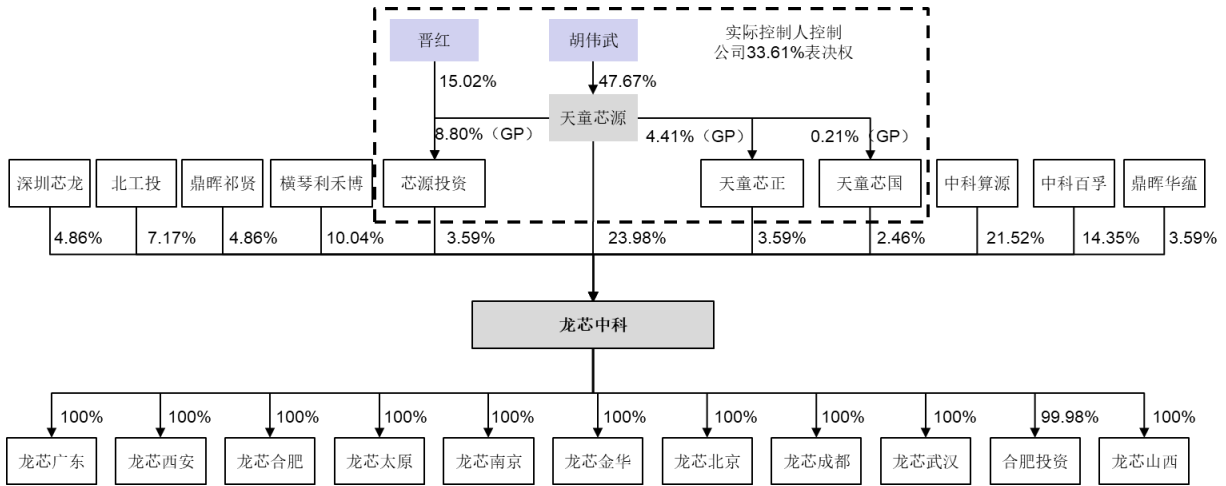 晋红
胡伟武
实际控制人控制
公司33.61%表决权
15.02%
47.67%
天童芯源
8.80%（GP）
4.41%（GP）
0.21%（GP）
深圳芯龙
北工投
鼎晖祁贤
横琴利禾博
芯源投资
天童芯正
天童芯国
中科算源
中科百孚
鼎晖华蕴
4.86%
7.17%
4.86%
10.04%
3.59%
23.98%
3.59%
2.46%
21.52%
14.35%
3.59%
龙芯中科
100%
100%
100%
100%
100%
100%
100%
100%
100%
99.98%
100%
龙芯广东
龙芯西安
龙芯合肥
龙芯太原
龙芯南京
龙芯金华
龙芯北京
龙芯成都
龙芯武汉
合肥投资
龙芯山西